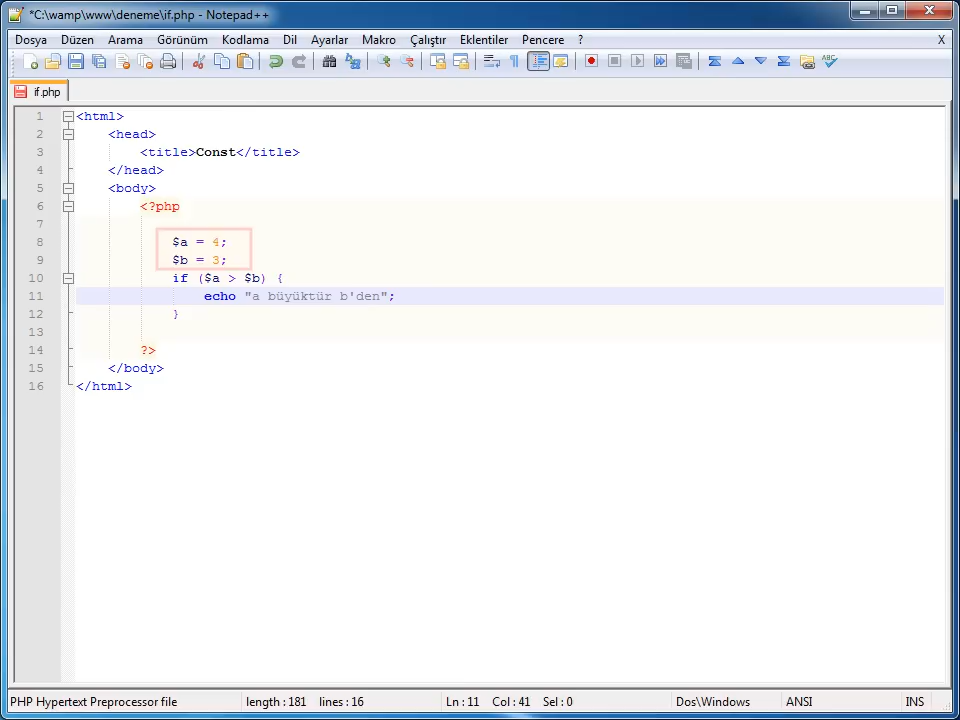 *C:\wamp\www\deneme\if.php - Notepad++
Dosya Düzen Arama Görünüm Kodlama Dil Ayarlar Makro Çalıştır Eklentiler Pencere ? X
if.php
1 <html>
2 <head>
3 <title>Const</title>
4 </head>
5 <body>
6 <?php
7
8 $a = 4;
9 $b = 3;
10 if ($a > $b) {
11 echo "a büyüktür b'den";
12 }
13
14 ?>
15 </body>
16 </html>
PHP Hypertext Preprocessor file length : 181 lines : 16 Ln : 11 Col : 41 Sel : 0 Dos\Windows ANSI INS